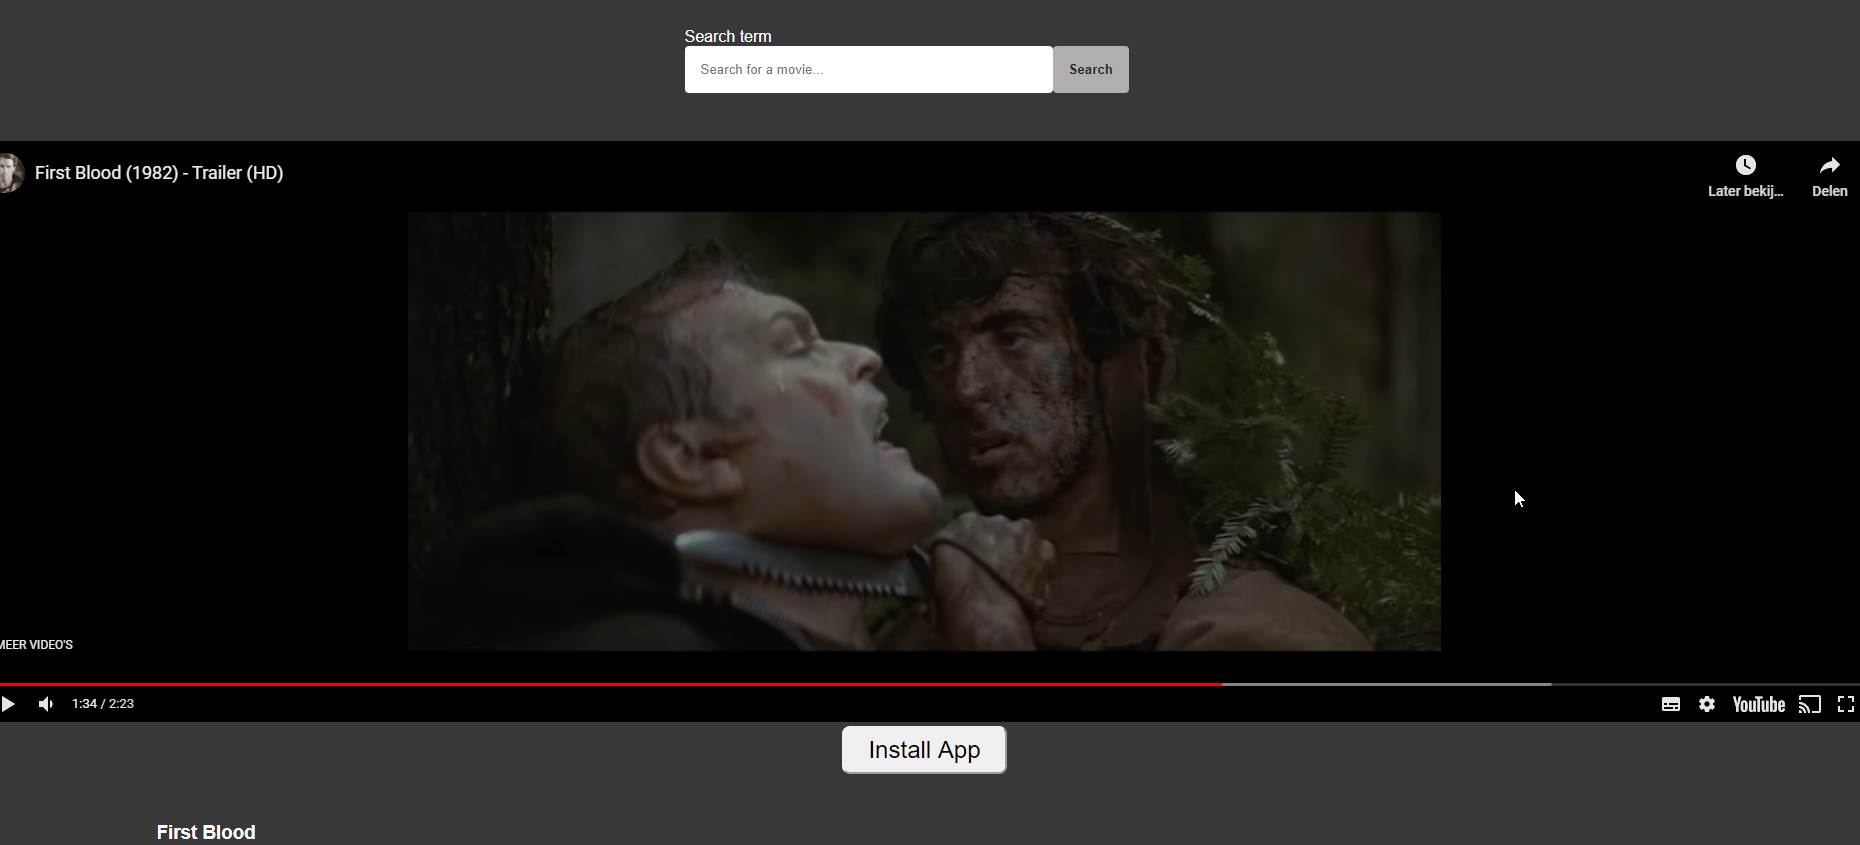 Search term
Search for a movie...
Search
First Blood (1982) - Trailer (HD)
Later bekij...
Delen
MEER VIDEO'S
1:34 / 2:23
YouTube
Install App
First Blood